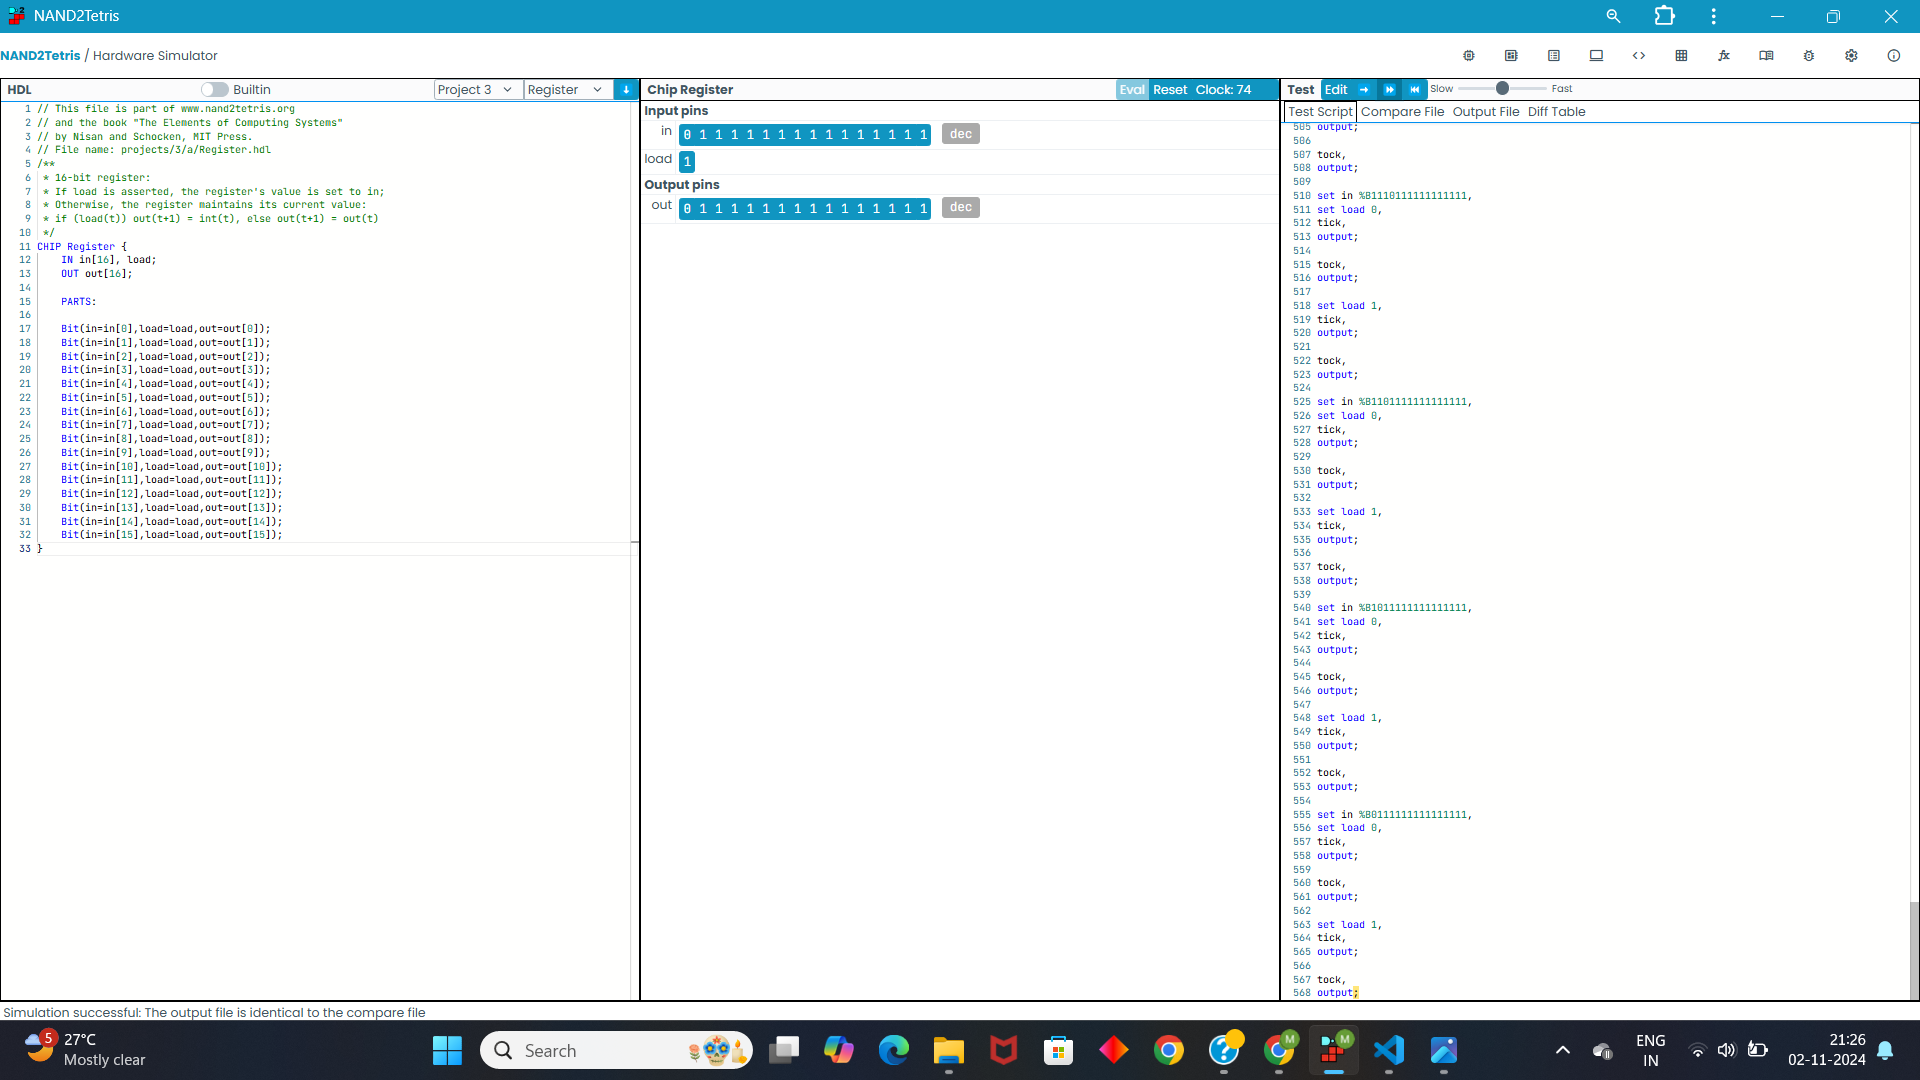 NAND2Tetris
NAND2Tetris / Hardware Simulator
HDL
Builtin
Project 3
Register
1 // This file is part of www.nand2tetris.org
2 // and the book "The Elements of Computing Systems"
3 // by Nisan and Schocken, MIT Press.
4 // File name: projects/3/a/Register.hdl
5 /**
6 * 16-bit register:
7 * If load is asserted, the register's value is set to in;
8 * Otherwise, the register maintains its current value:
9 * if (load(t)) out(t+1) = int(t), else out(t+1) = out(t)
10 */
11 CHIP Register {
12 IN in[16], load;
13 OUT out[16];
14
15 PARTS:
16
17 Bit(in=in[0],load=load,out=out[0]);
18 Bit(in=in[1],load=load,out=out[1]);
19 Bit(in=in[2],load=load,out=out[2]);
20 Bit(in=in[3],load=load,out=out[3]);
21 Bit(in=in[4],load=load,out=out[4]);
22 Bit(in=in[5],load=load,out=out[5]);
23 Bit(in=in[6],load=load,out=out[6]);
24 Bit(in=in[7],load=load,out=out[7]);
25 Bit(in=in[8],load=load,out=out[8]);
26 Bit(in=in[9],load=load,out=out[9]);
27 Bit(in=in[10],load=load,out=out[10]);
28 Bit(in=in[11],load=load,out=out[11]);
29 Bit(in=in[12],load=load,out=out[12]);
30 Bit(in=in[13],load=load,out=out[13]);
31 Bit(in=in[14],load=load,out=out[14]);
32 Bit(in=in[15],load=load,out=out[15]);
33 }
Chip Register
Eval Reset Clock: 74
Input pins
in 0 1 1 1 1 1 1 1 1 1 1 1 1 1 1 1 dec
load 1
Output pins
out 0 1 1 1 1 1 1 1 1 1 1 1 1 1 1 1 dec
Test Edit Slow Fast
Test Script Compare File Output File Diff Table
505 output;
506
507 tock,
508 output;
509
510 set in %B1110111111111111,
511 set load 0,
512 tick,
513 output;
514
515 tock,
516 output;
517
518 set load 1,
519 tick,
520 output;
521
522 tock,
523 output;
524
525 set in %B1101111111111111,
526 set load 0,
527 tick,
528 output;
529
530 tock,
531 output;
532
533 set load 1,
534 tick,
535 output;
536
537 tock,
538 output;
539
540 set in %B1011111111111111,
541 set load 0,
542 tick,
543 output;
544
545 tock,
546 output;
547
548 set load 1,
549 tick,
550 output;
551
552 tock,
553 output;
554
555 set in %B0111111111111111,
556 set load 0,
557 tick,
558 output;
559
560 tock,
561 output;
562
563 set load 1,
564 tick,
565 output;
566
567 tock,
568 output;
Simulation successful: The output file is identical to the compare file
5
27°C
Mostly clear
Search
M
M
ENG
IN
21:26
02-11-2024